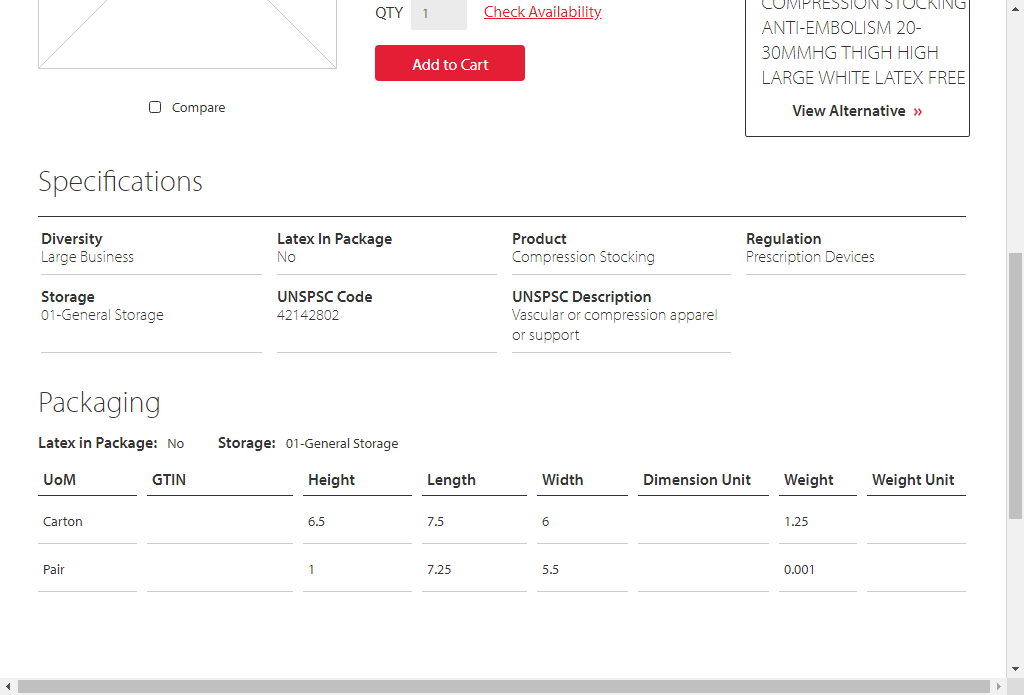 QTY 1 Check Availability
Add to Cart
Compare
COMPRESSION STOCKING
ANTI-EMBOLISM 20-
30MMHG THIGH HIGH
LARGE WHITE LATEX FREE
View Alternative »
Specifications
Diversity
Large Business
Latex In Package
No
Product
Compression Stocking
Regulation
Prescription Devices
Storage
01-General Storage
UNSPSC Code
42142802
UNSPSC Description
Vascular or compression apparel
or support
Packaging
Latex in Package: No Storage: 01-General Storage
UoM GTIN Height Length Width Dimension Unit Weight Weight Unit
Carton 6.5 7.5 6 1.25
Pair 1 7.25 5.5 0.001